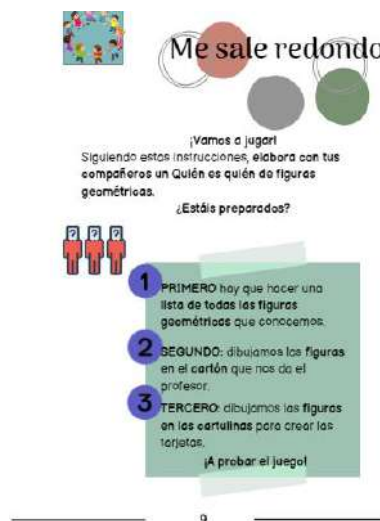 Me sale redondo
¡Vamos a jugar!
Siguiendo estas instrucciones, elabora con tus
compañeros un Quién es quién de figuras
geométricas.
¿Estáis preparados?
? ? ?
1
PRIMERO hay que hacer una
lista de todas las figuras
geométricas que conocemos.
2
SEGUNDO: dibujamos las figuras
en el cartón que nos da el
profesor.
3
TERCERO: dibujamos las figuras
en las cartulinas para crear las
tarjetas.
¡A probar el juego!
9